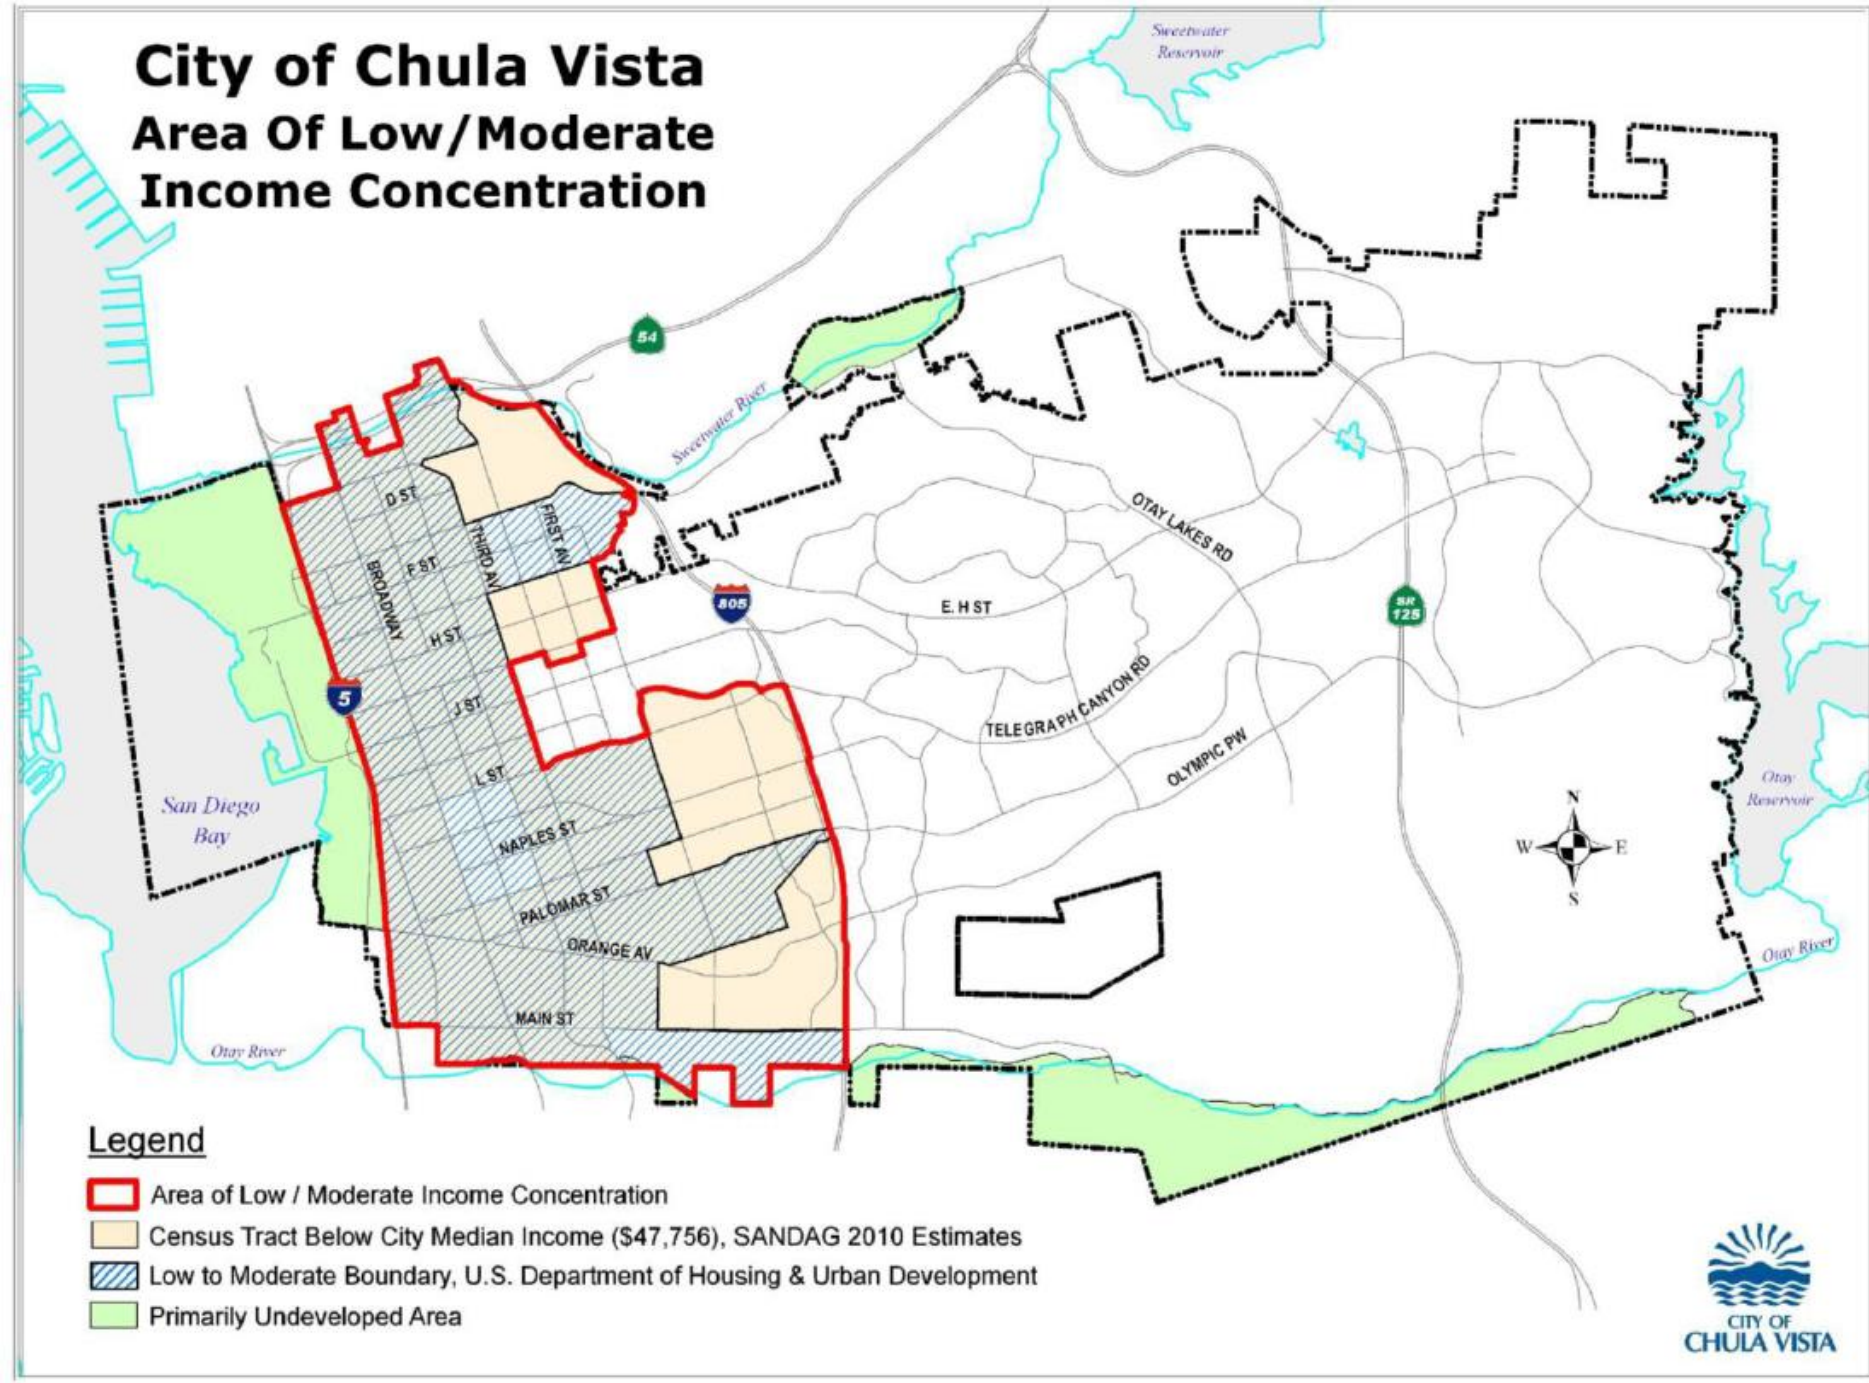 City of Chula Vista
Area Of Low/Moderate
Income Concentration
Sweetwater
Reservoir
54
Sweetwater River
D ST
THIRD AV
FIRST AV
OTAY LAKES RD
BROADWAY
F ST
805
E. H ST
SR
125
H ST
5
J ST
TELEGRAPH CANYON RD
OLYMPIC PW
L ST
San Diego
Bay
Otay
Reservoir
NAPLES ST
N
W
E
S
PALOMAR ST
ORANGE AV
Otay River
MAIN ST
Otay River
Legend
Area of Low / Moderate Income Concentration
Census Tract Below City Median Income ($47,756), SANDAG 2010 Estimates
Low to Moderate Boundary, U.S. Department of Housing & Urban Development
Primarily Undeveloped Area
CITY OF
CHULA VISTA